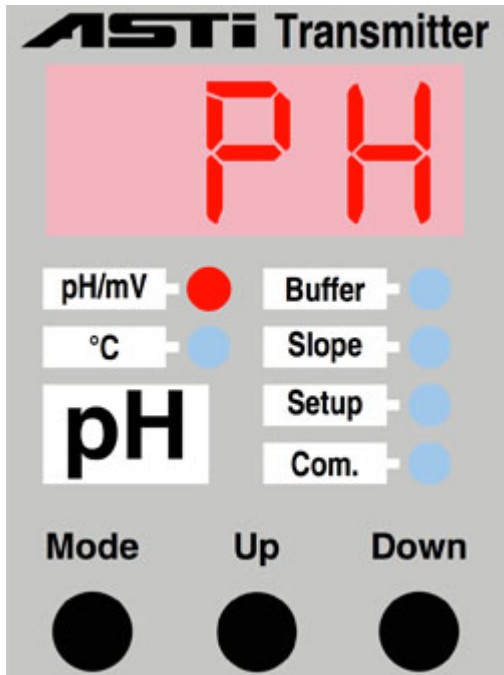 ASTi Transmitter
PH
pH/mV
Buffer
°C
Slope
pH
Setup
Com.
Mode Up Down